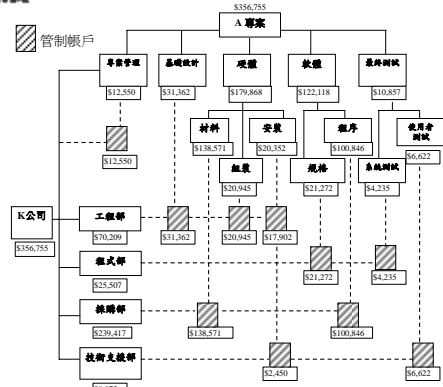 $356,755
A 專案
管制帳戶
專案管理 基礎設計 硬體 軟體 最終測試
$12,550 $31,362 $179,868 $122,118 $10,857
材料 安裝 程序 使用者測試
$138,571 $20,352 $100,846 $6,622
$12,550
組裝 規格 系統測試
$20,945 $21,272 $4,235
K公司
$356,755
工程部
$70,209 $31,362 $20,945 $17,902
程式部
$25,507 $21,272 $4,235
採購部
$239,417 $138,571 $100,846
技術支援部
$2,450 $6,622